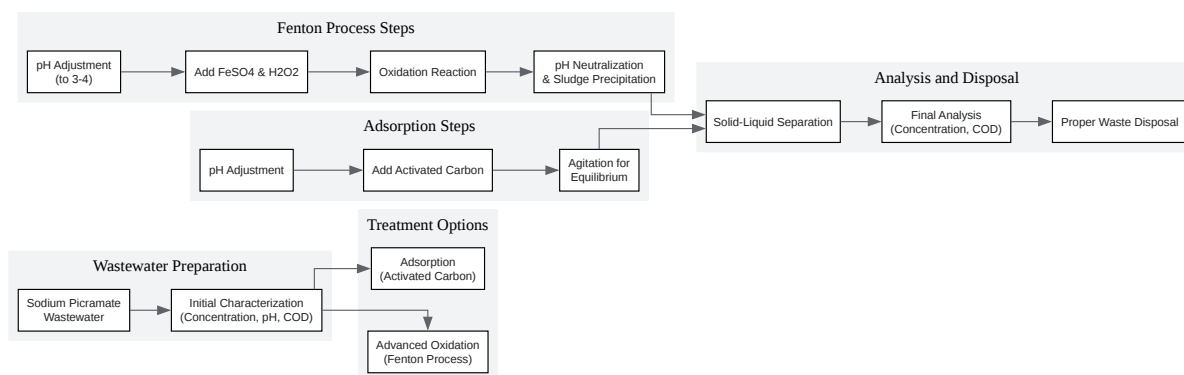 Fenton Process Steps
pH Adjustment
(to 3-4)
Add FeSO4 & H2O2
Oxidation Reaction
pH Neutralization
& Sludge Precipitation
Analysis and Disposal
Solid-Liquid Separation
Final Analysis
(Concentration, COD)
Proper Waste Disposal
Adsorption Steps
pH Adjustment
Add Activated Carbon
Agitation for
Equilibrium
Treatment Options
Adsorption
(Activated Carbon)
Advanced Oxidation
(Fenton Process)
Wastewater Preparation
Sodium Picramate
Wastewater
Initial Characterization
(Concentration, pH, COD)